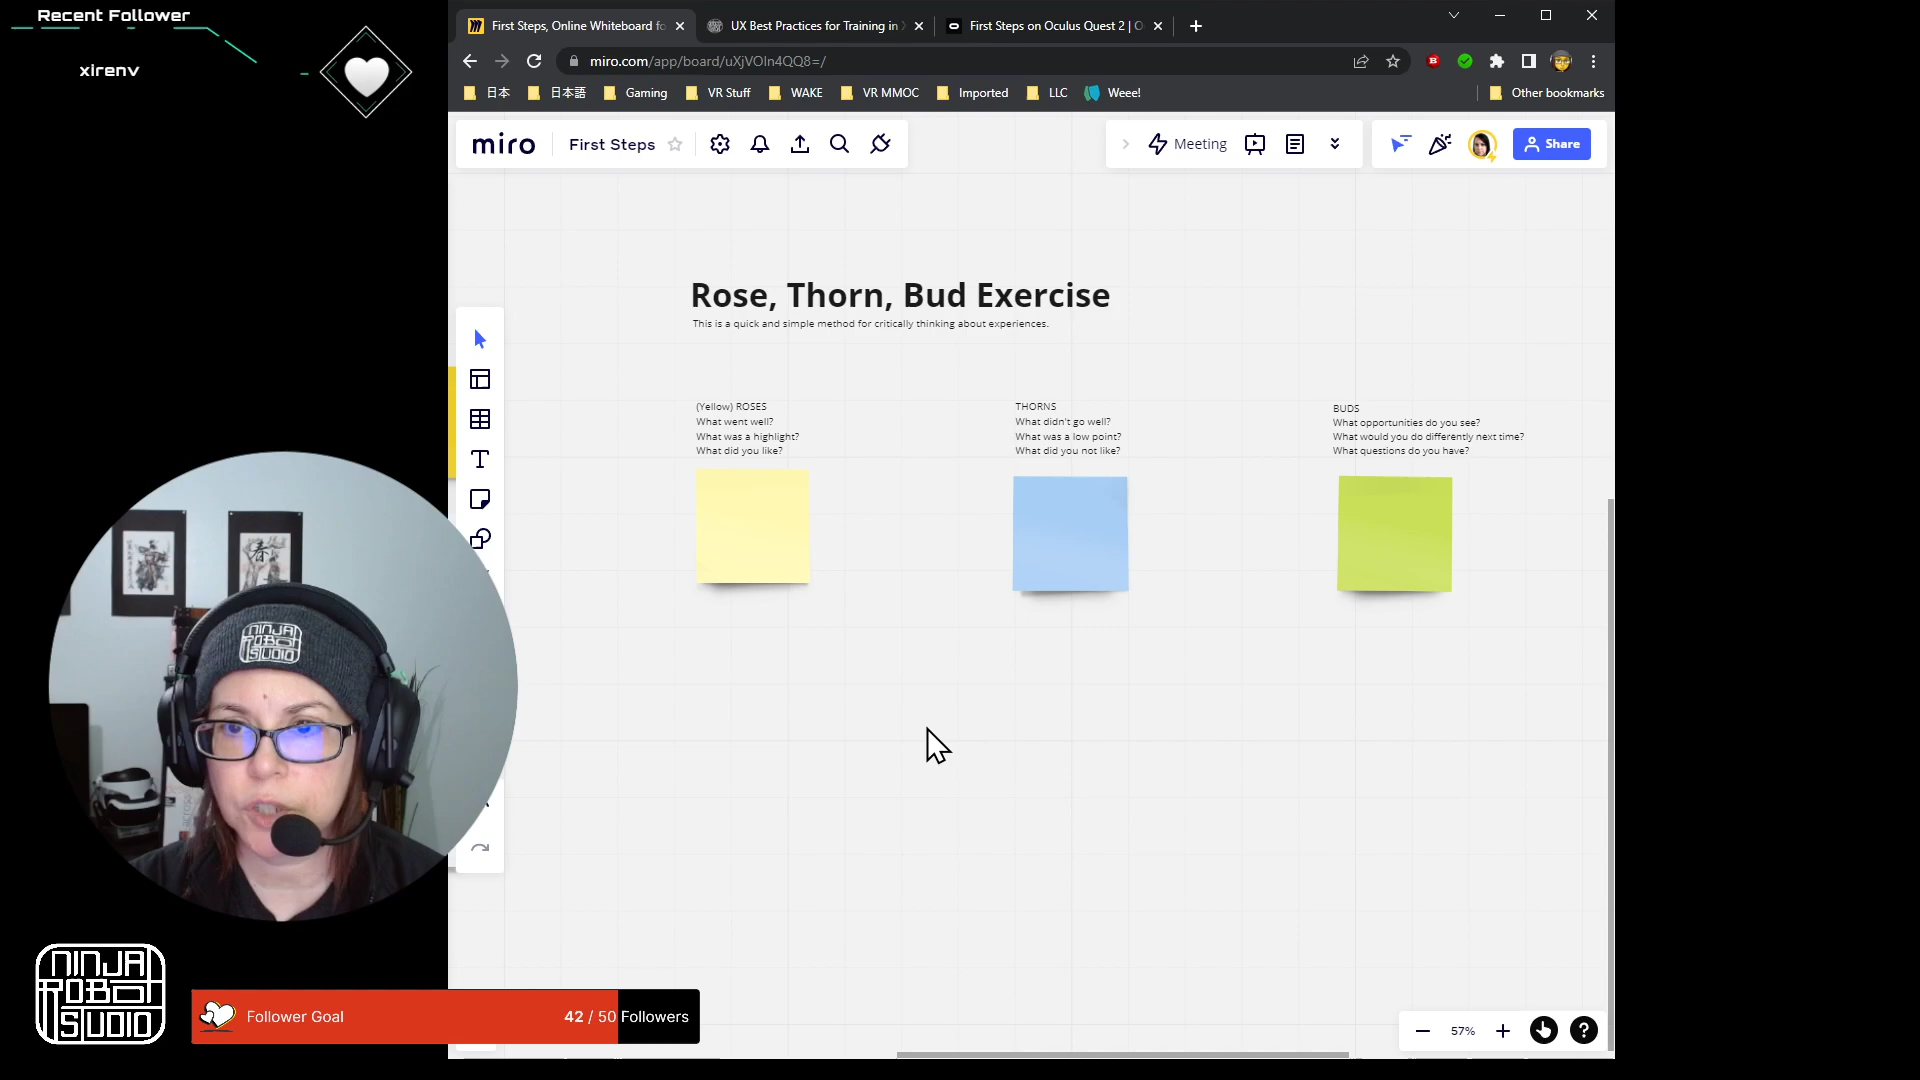 Recent Follower
xirenv
First Steps, Online Whiteboard fo
UX Best Practices for Training in
First Steps on Oculus Quest 2 | O
miro.com/app/board/uXjVOIn4QQ8=/
日本
日本語
Gaming
VR Stuff
WAKE
VR MMOC
Imported
LLC
Weee!
Other bookmarks
miro
First Steps
Meeting
Share
Rose, Thorn, Bud Exercise
This is a quick and simple method for critically thinking about experiences.
(Yellow) ROSES
What went well?
What was a highlight?
What did you like?
THORNS
What didn't go well?
What was a low point?
What did you not like?
BUDS
What opportunities do you see?
What would you do differently next time?
What questions do you have?
春
NINJA
ROBOT
STUDIO
NINJA
ROBOT
STUDIO
Follower Goal
42 / 50 Followers
57%